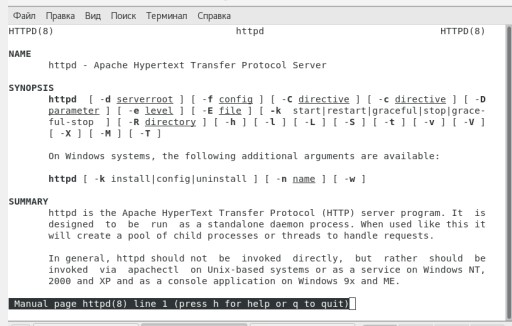 Файл Правка Вид Поиск Терминал Справка
HTTPD(8) httpd HTTPD(8)
NAME
httpd - Apache Hypertext Transfer Protocol Server
SYNOPSIS
httpd [ -d serverroot ] [ -f config ] [ -C directive ] [ -c directive ] [ -D
parameter ] [ -e level ] [ -E file ] [ -k start|restart|graceful|stop|grace-
ful-stop ] [ -R directory ] [ -h ] [ -l ] [ -L ] [ -S ] [ -t ] [ -v ] [ -V ]
[ -X ] [ -M ] [ -T ]
On Windows systems, the following additional arguments are available:
httpd [ -k install|config|uninstall ] [ -n name ] [ -w ]
SUMMARY
httpd is the Apache HyperText Transfer Protocol (HTTP) server program. It is
designed to be run as a standalone daemon process. When used like this it
will create a pool of child processes or threads to handle requests.
In general, httpd should not be invoked directly, but rather should be
invoked via apachectl on Unix-based systems or as a service on Windows NT,
2000 and XP and as a console application on Windows 9x and ME.
Manual page httpd(8) line 1 (press h for help or q to quit)